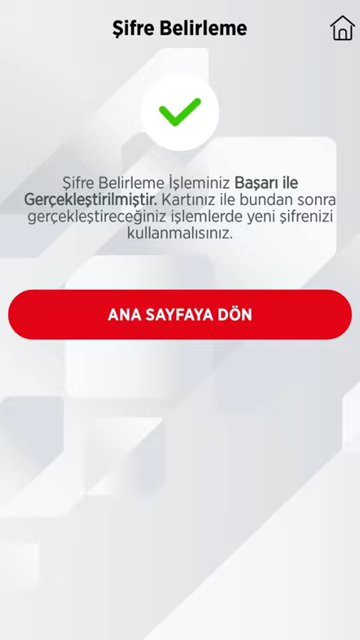 Şifre Belirleme
Şifre Belirleme İşleminiz Başarı ile
Gerçekleştirilmiştir. Kartınız ile bundan sonra
gerçekleştireceğiniz işlemlerde yeni şifrenizi
kullanmalısınız.
ANA SAYFAYA DÖN